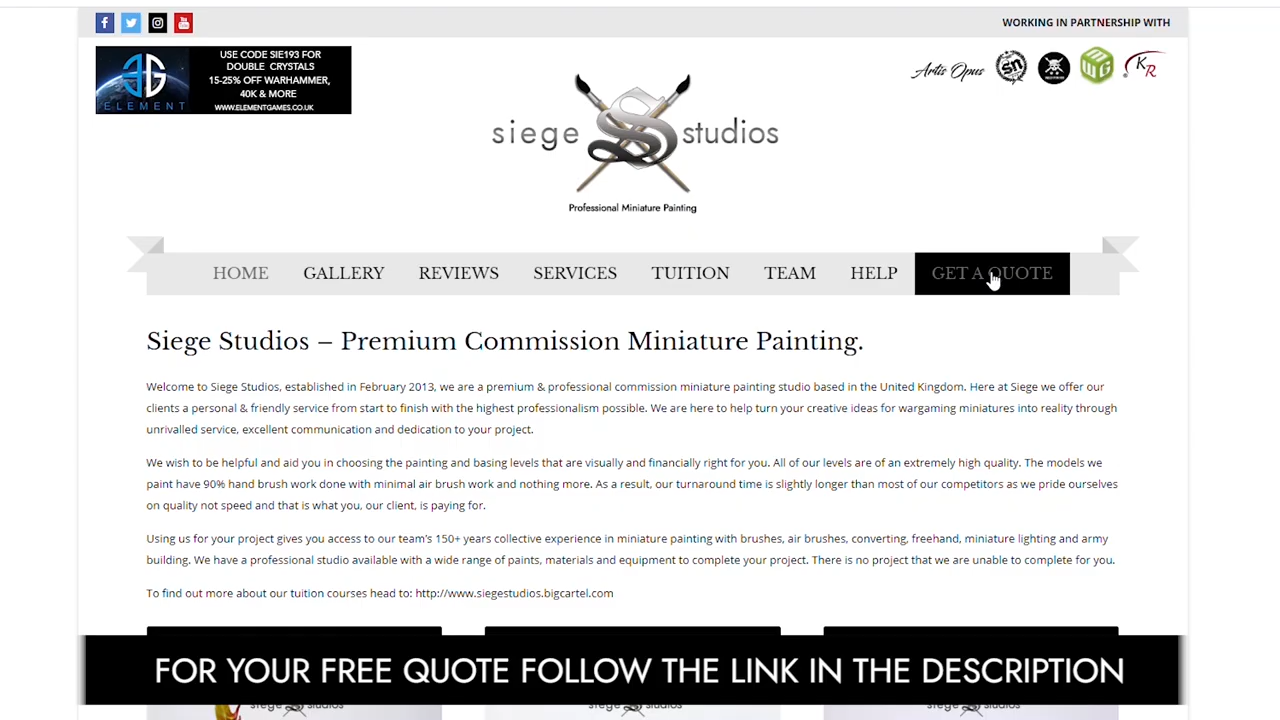 WORKING IN PARTNERSHIP WITH
USE CODE SIE193 FOR
DOUBLE CRYSTALS
15-25% OFF WARHAMMER,
40K & MORE
WWW.ELEMENTGAMES.CO.UK
ELEMENT
Artis Opus
KR
siege studios
Professional Miniature Painting
HOME GALLERY REVIEWS SERVICES TUITION TEAM HELP GET A QUOTE
Siege Studios – Premium Commission Miniature Painting.
Welcome to Siege Studios, established in February 2013, we are a premium & professional commission miniature painting studio based in the United Kingdom. Here at Siege we offer our
clients a personal & friendly service from start to finish with the highest professionalism possible. We are here to help turn your creative ideas for wargaming miniatures into reality through
unrivalled service, excellent communication and dedication to your project.
We wish to be helpful and aid you in choosing the painting and basing levels that are visually and financially right for you. All of our levels are of an extremely high quality. The models we
paint have 90% hand brush work done with minimal air brush work and nothing more. As a result, our turnaround time is slightly longer than most of our competitors as we pride ourselves
on quality not speed and that is what you, our client, is paying for.
Using us for your project gives you access to our team's 150+ years collective experience in miniature painting with brushes, air brushes, converting, freehand, miniature lighting and army
building. We have a professional studio available with a wide range of paints, materials and equipment to complete your project. There is no project that we are unable to complete for you.
To find out more about our tuition courses head to: http://www.siegestudios.bigcartel.com
FOR YOUR FREE QUOTE FOLLOW THE LINK IN THE DESCRIPTION